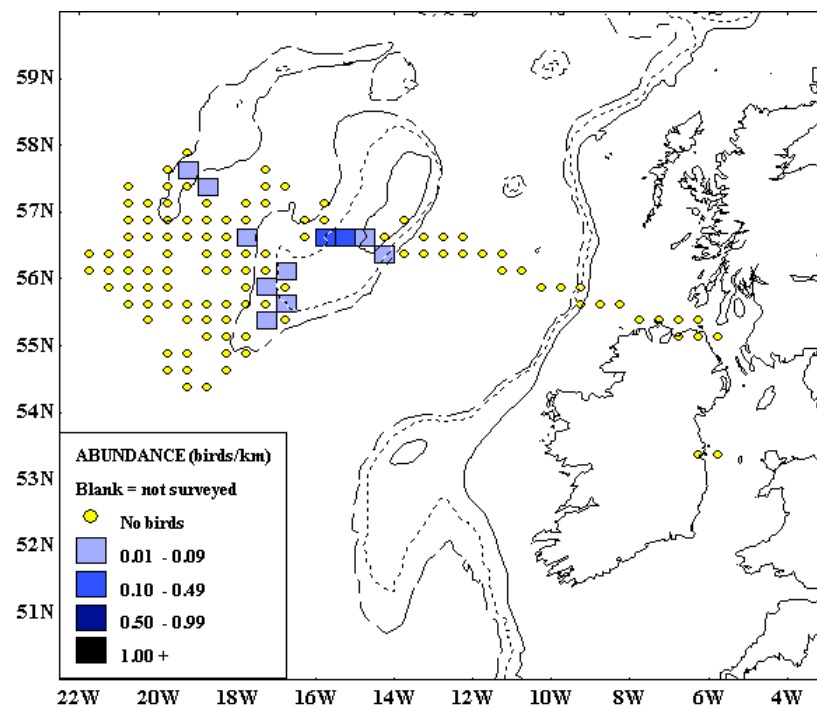 59N
58N
57N
56N
55N
54N
53N
52N
51N
ABUNDANCE (birds/km)
Blank = not surveyed
No birds
0.01 - 0.09
0.10 - 0.49
0.50 - 0.99
1.00 +
22W 20W 18W 16W 14W 12W 10W 8W 6W 4W